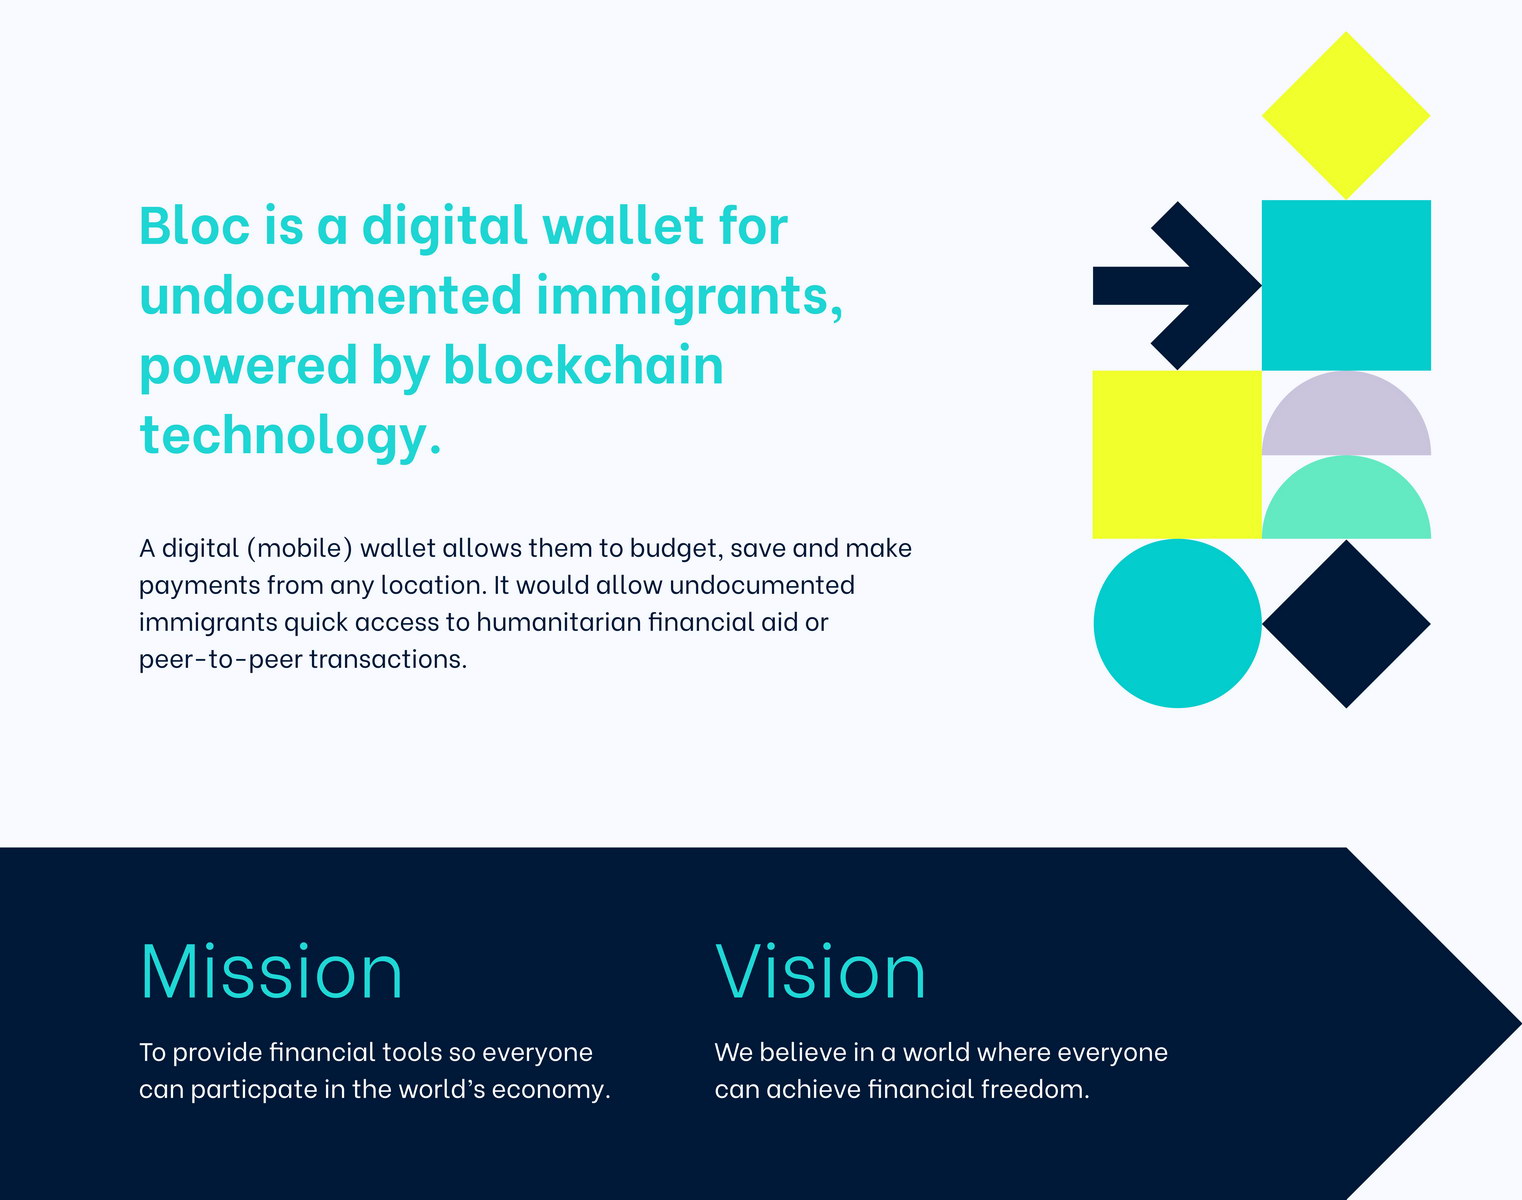 Bloc is a digital wallet for
undocumented immigrants,
powered by blockchain
technology.
A digital (mobile) wallet allows them to budget, save and make
payments from any location. It would allow undocumented
immigrants quick access to humanitarian financial aid or
peer-to-peer transactions.
Mission
To provide financial tools so everyone
can particpate in the world’s economy.
Vision
We believe in a world where everyone
can achieve financial freedom.